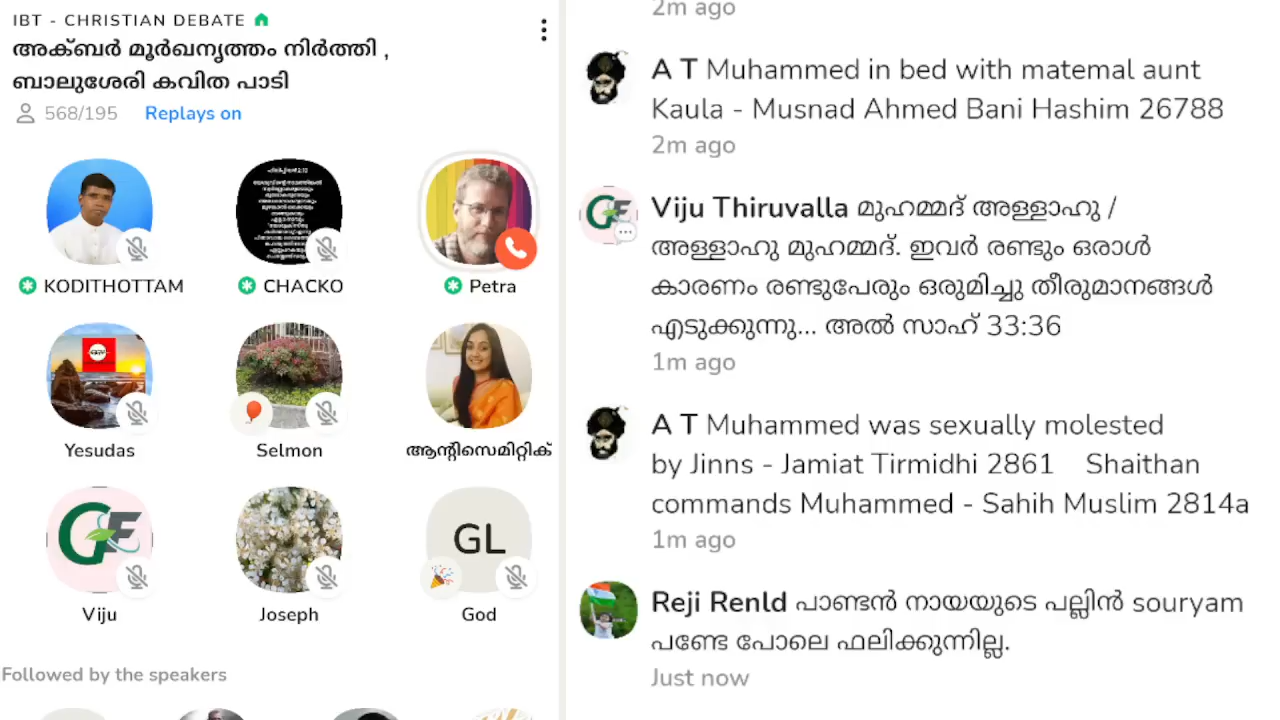 IBT - CHRISTIAN DEBATE
അക്ബർ മൂർഖനൃത്തം നിർത്തി ,
ബാലുശേരി കവിത പാടി
568/195 Replays on
KODITHOTTAM CHACKO Petra
Yesudas Selmon ആന്റിസെമിറ്റിക്
GF GL
Viju Joseph God
Followed by the speakers
2m ago
A T Muhammed in bed with matemal aunt
Kaula - Musnad Ahmed Bani Hashim 26788
2m ago
Viju Thiruvalla മുഹമ്മദ് അള്ളാഹു /
അള്ളാഹു മുഹമ്മദ്. ഇവർ രണ്ടും ഒരാൾ
കാരണം രണ്ടുപേരും ഒരുമിച്ചു തീരുമാനങ്ങൾ
എടുക്കുന്നു... അൽ സാഹ് 33:36
1m ago
A T Muhammed was sexually molested
by Jinns - Jamiat Tirmidhi 2861 Shaithan
commands Muhammed - Sahih Muslim 2814a
1m ago
Reji Renld പാണ്ടൻ നായയുടെ പല്ലിൻ souryam
പണ്ടേ പോലെ ഫലിക്കുന്നില്ല.
Just now